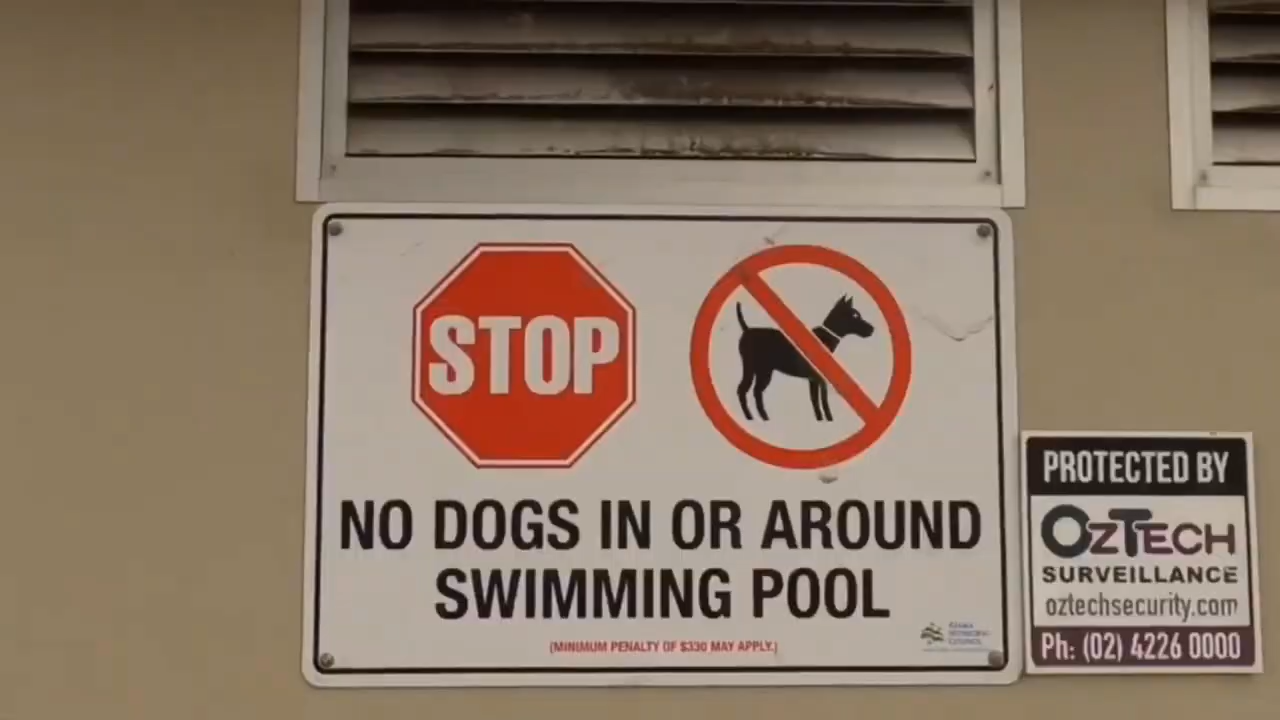 STOP
NO DOGS IN OR AROUND
SWIMMING POOL
(MINIMUM PENALTY OF $330 MAY APPLY.)
PROTECTED BY
OZTECH
SURVEILLANCE
oztechsecurity.com
Ph: (02) 4226 0000